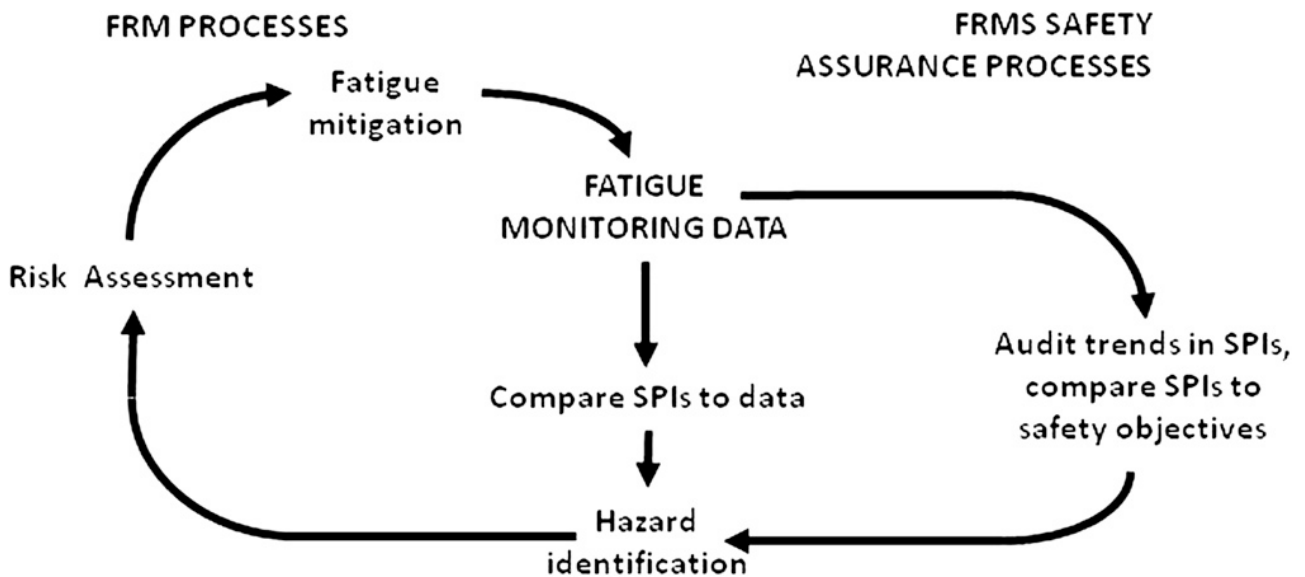 FRM PROCESSES
FRMS SAFETY
ASSURANCE PROCESSES
Fatigue
mitigation
FATIGUE
MONITORING DATA
Risk Assessment
Audit trends in SPIs,
compare SPIs to
safety objectives
Compare SPIs to data
Hazard
identification